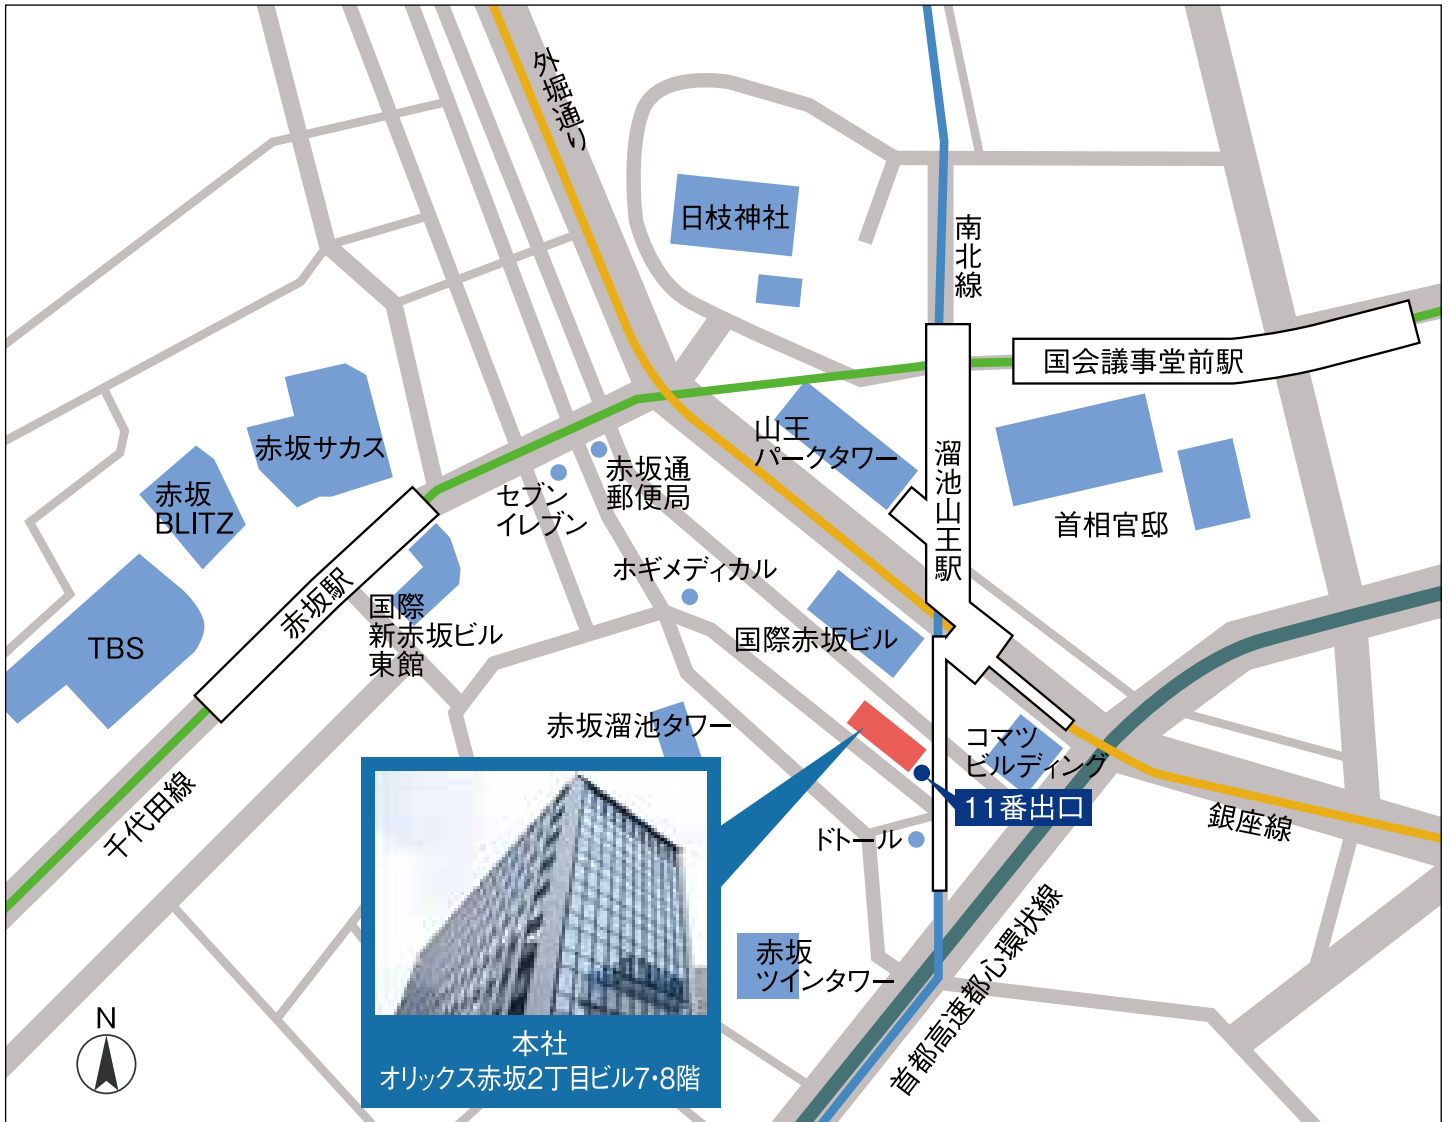 外堀通り
日枝神社
南北線
国会議事堂前駅
山王
パークタワー
溜池山王駅
首相官邸
赤坂サカス
赤坂
BLITZ
セブン
イレブン
赤坂通
郵便局
ホギメディカル
赤坂駅
国際
新赤坂ビル
東館
TBS
国際赤坂ビル
赤坂溜池タワー
コマツ
ビルディング
11番出口
千代田線
銀座線
ドトール
首都高速都心環状線
赤坂
ツインタワー
N
本社
オリックス赤坂2丁目ビル7・8階